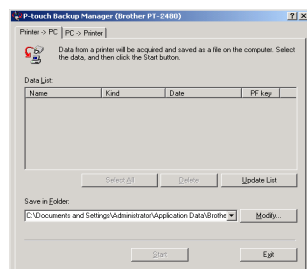 P-touch Backup Manager (Brother PT-2480)
Printer -> PC PC -> Printer
Data from a printer will be acquired and saved as a file on the computer. Select
the data, and then click the Start button.
Data List:
Name Kind Date PF key
Select All Delete Update List
Save in Folder:
C:\Documents and Settings\Administrator\Application Data\Brothe Modify...
Start Exit